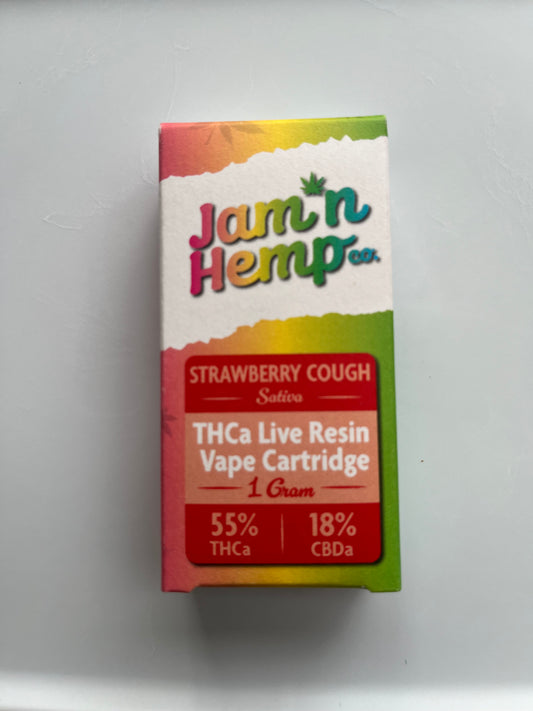 Jam'n
Hemp co.
STRAWBERRY COUGH
Sativa
THCa Live Resin
Vape Cartridge
1 Gram
55% 18%
THCa CBDa